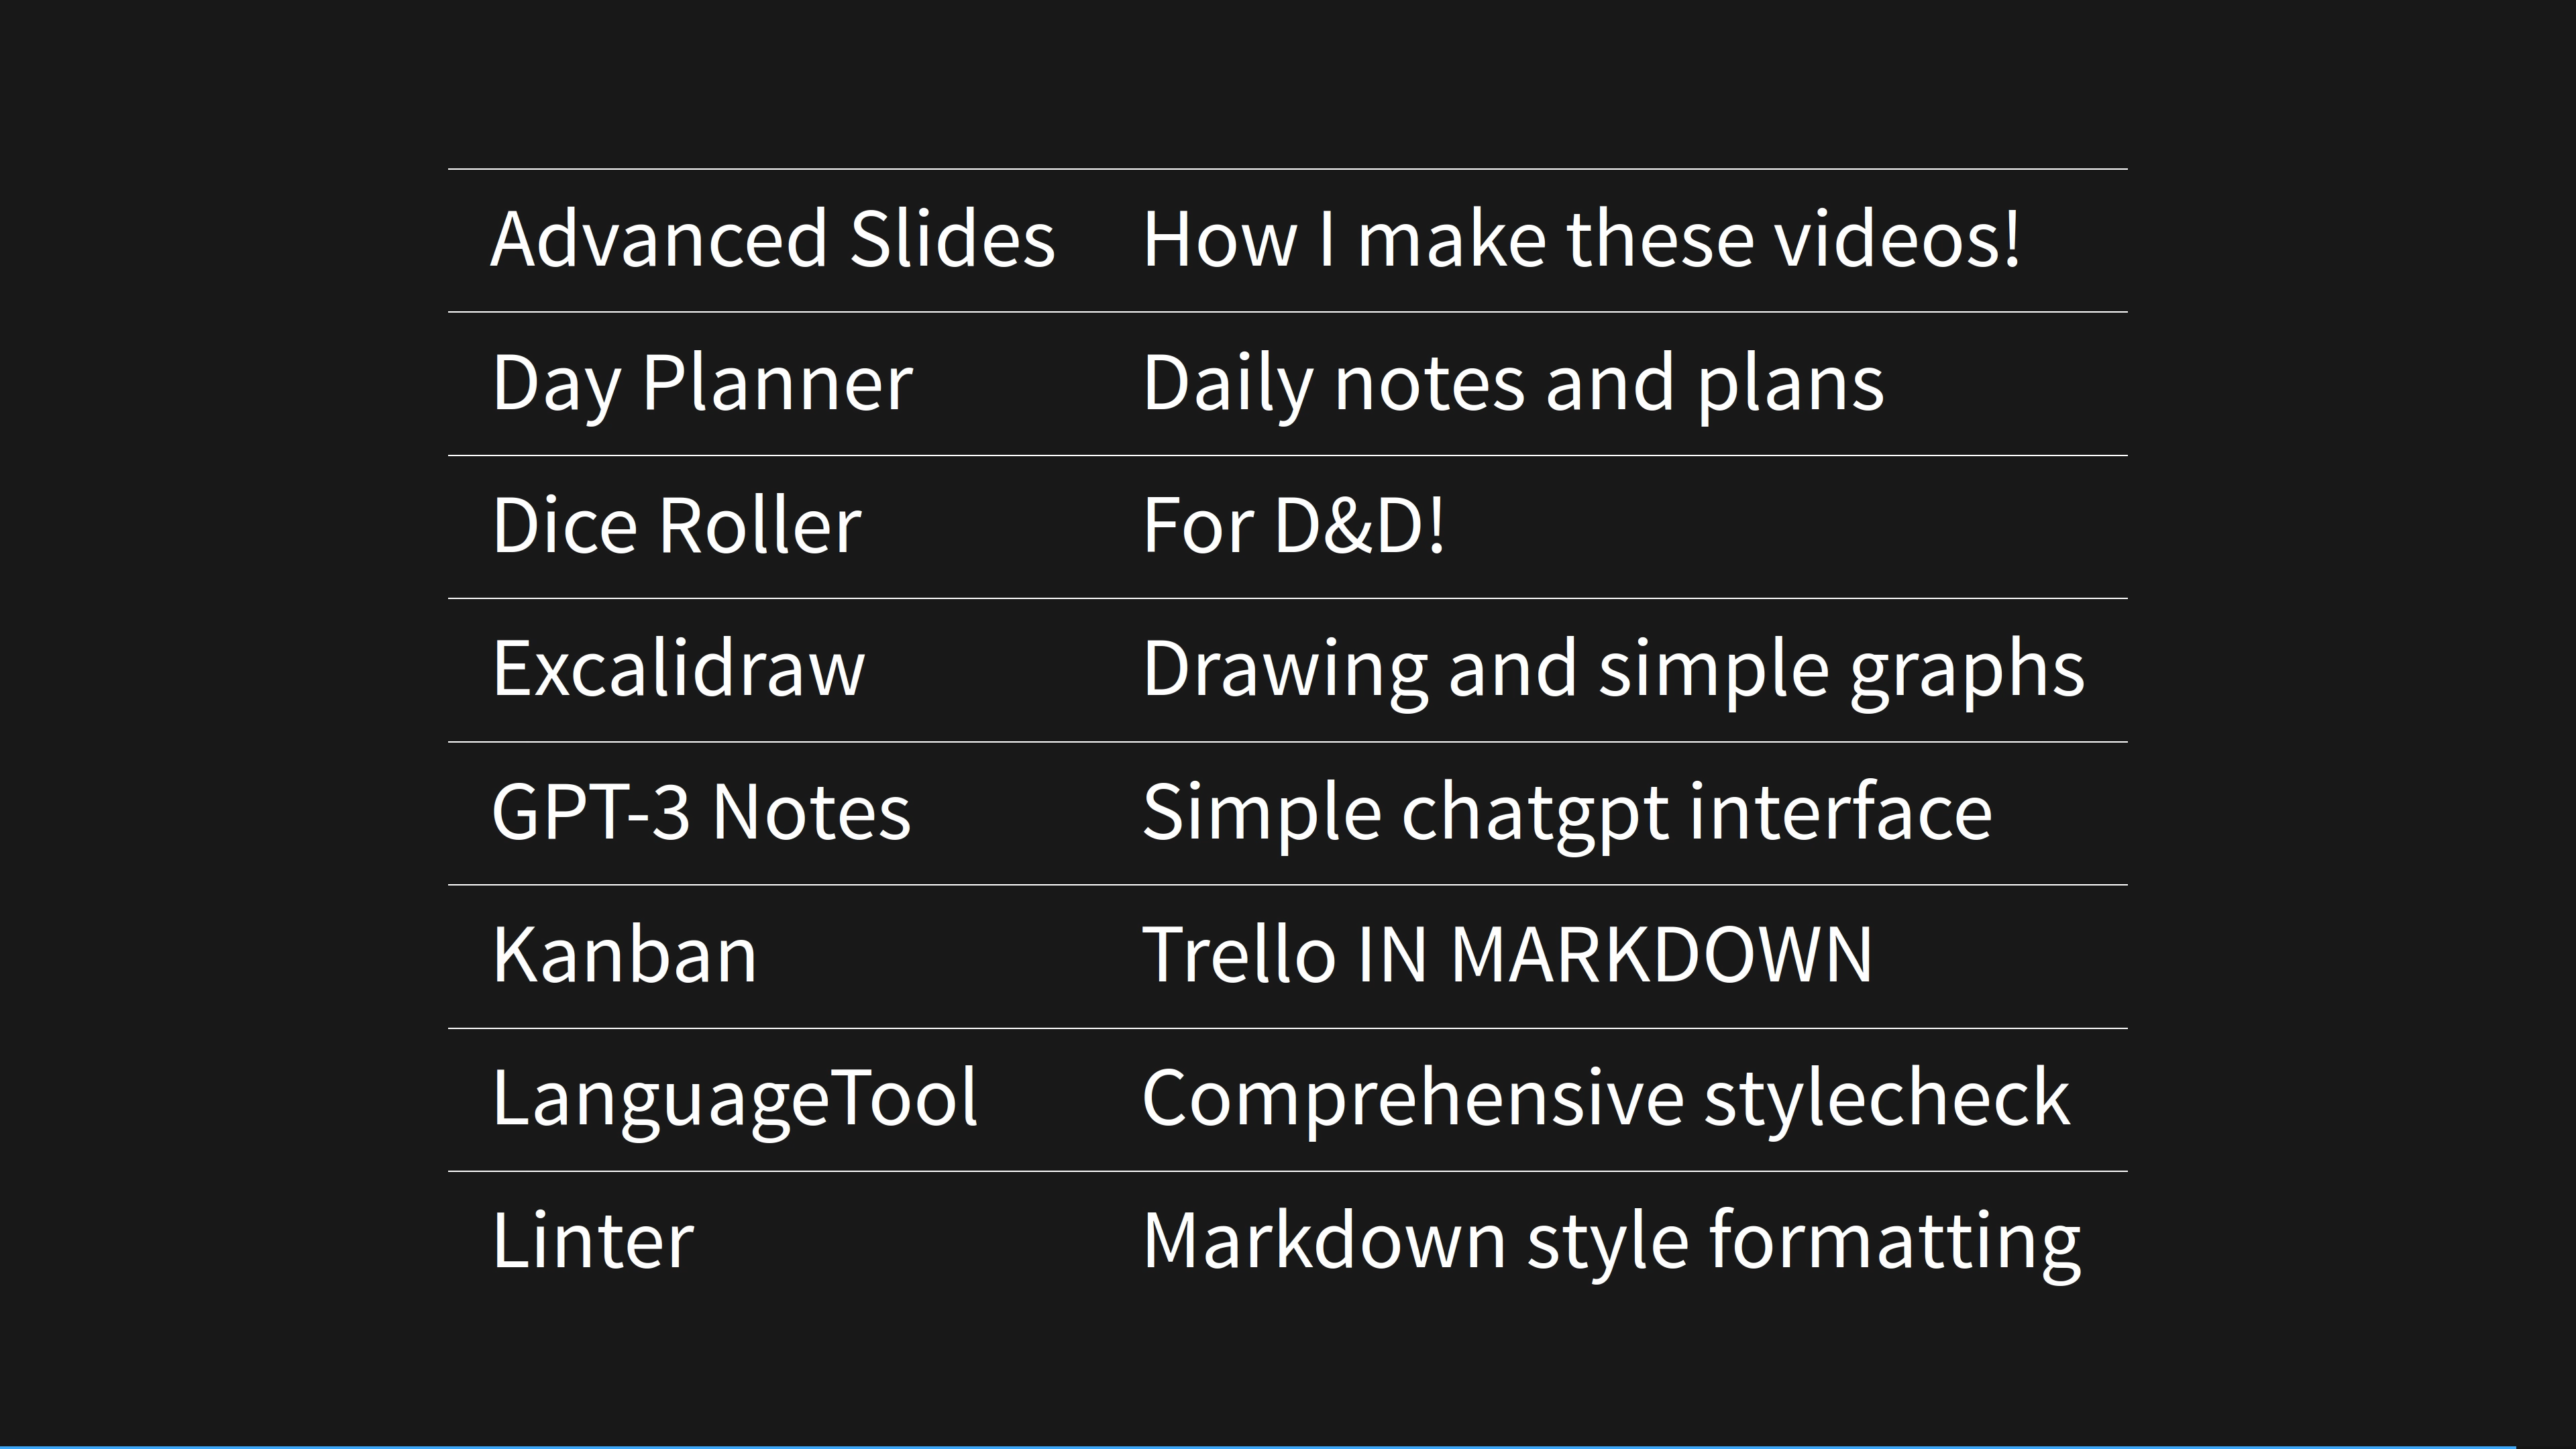 Advanced Slides How I make these videos!
Day Planner Daily notes and plans
Dice Roller For D&D!
Excalidraw Drawing and simple graphs
GPT-3 Notes Simple chatgpt interface
Kanban Trello IN MARKDOWN
LanguageTool Comprehensive stylecheck
Linter Markdown style formatting